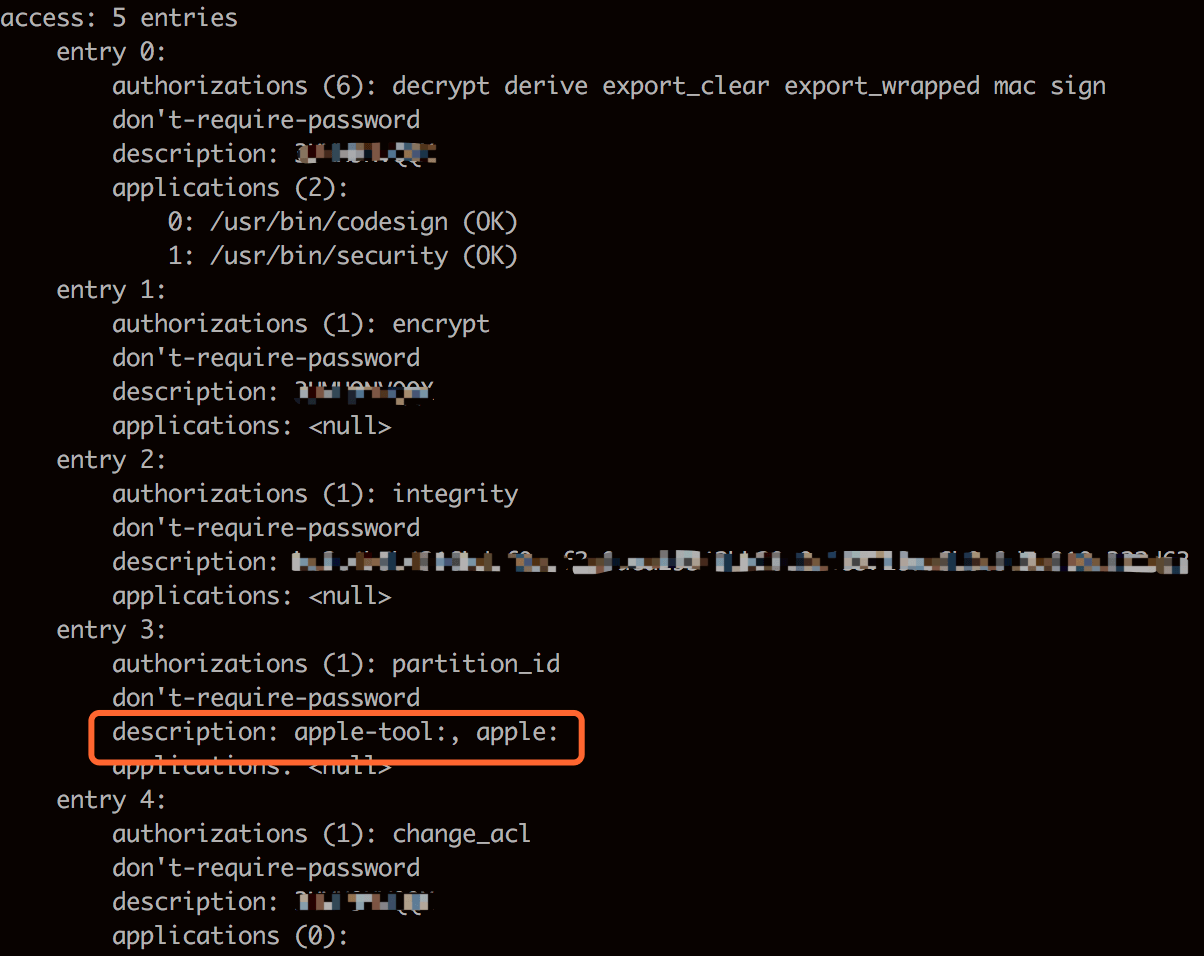 access: 5 entries
entry 0:
authorizations (6): decrypt derive export_clear export_wrapped mac sign
don't-require-password
description:
applications (2):
0: /usr/bin/codesign (OK)
1: /usr/bin/security (OK)
entry 1:
authorizations (1): encrypt
don't-require-password
description:
applications: <null>
entry 2:
authorizations (1): integrity
don't-require-password
description:
applications: <null>
entry 3:
authorizations (1): partition_id
don't-require-password
description: apple-tool:, apple:
applications: <null>
entry 4:
authorizations (1): change_acl
don't-require-password
description:
applications (0):